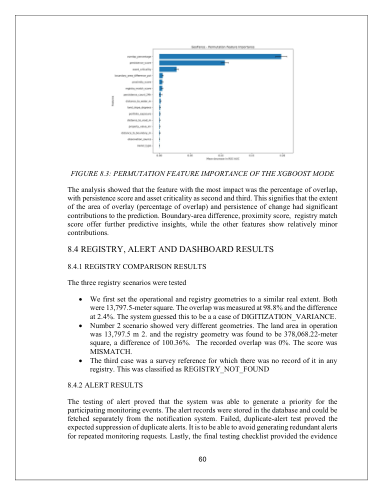 FIGURE 8.3: PERMUTATION FEATURE IMPORTANCE OF THE XGBOOST MODE
The analysis showed that the feature with the most impact was the percentage of overlap,
with persistence score and asset criticality as second and third. This signifies that the extent
of the area of overlay (percentage of overlap) and persistence of change had significant
contributions to the prediction. Boundary-area difference, proximity score, registry match
score offer further predictive insights, while the other features show relatively minor
contributions.
8.4 REGISTRY, ALERT AND DASHBOARD RESULTS
8.4.1 REGISTRY COMPARISON RESULTS
The three registry scenarios were tested
• We first set the operational and registry geometries to a similar real extent. Both
were 13,797.5-meter square. The overlap was measured at 98.8% and the difference
at 2.4%. The system guessed this to be a a case of DIGITIZATION_VARIANCE.
• Number 2 scenario showed very different geometries. The land area in operation
was 13,797.5 m 2. and the registry geometry was found to be 378,068.22-meter
square, a difference of 100.36%. The recorded overlap was 0%. The score was
MISMATCH.
• The third case was a survey reference for which there was no record of it in any
registry. This was classified as REGISTRY_NOT_FOUND
8.4.2 ALERT RESULTS
The testing of alert proved that the system was able to generate a priority for the
participating monitoring events. The alert records were stored in the database and could be
fetched separately from the notification system. Failed, duplicate-alert test proved the
expected suppression of duplicate alerts. It is to be able to avoid generating redundant alerts
for repeated monitoring requests. Lastly, the final testing checklist provided the evidence
60